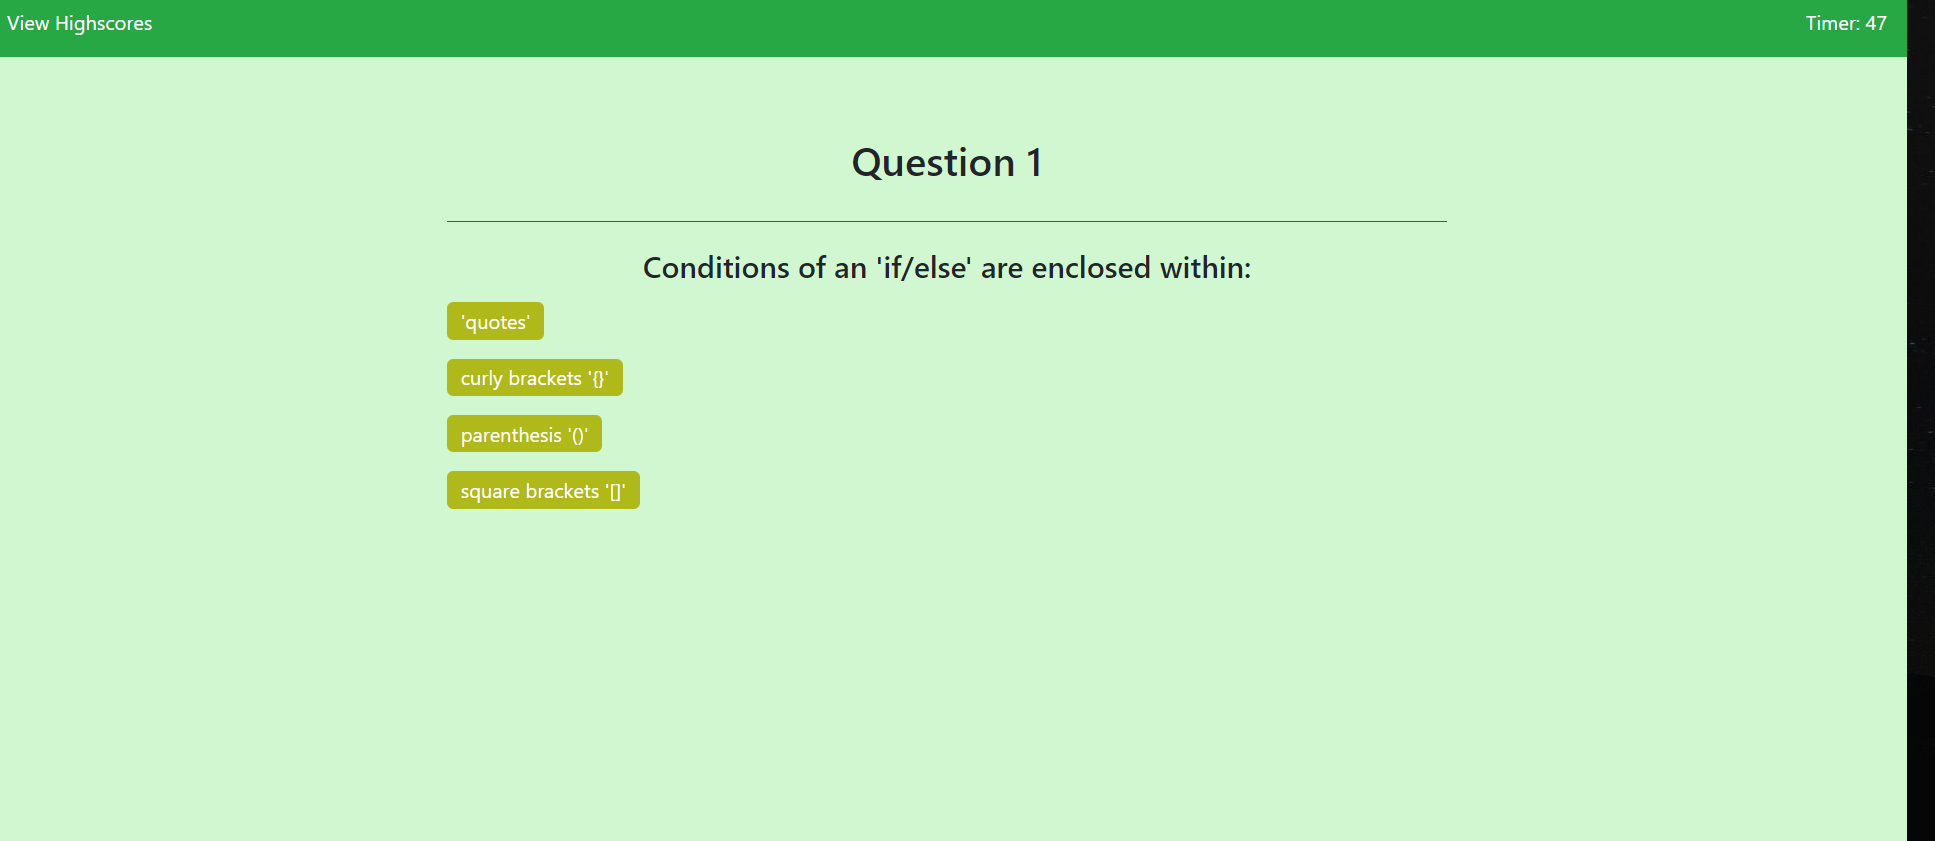 View Highscores
Timer: 47
Question 1
Conditions of an 'if/else' are enclosed within:
'quotes'
curly brackets '{}'
parenthesis '()'
square brackets '[]'